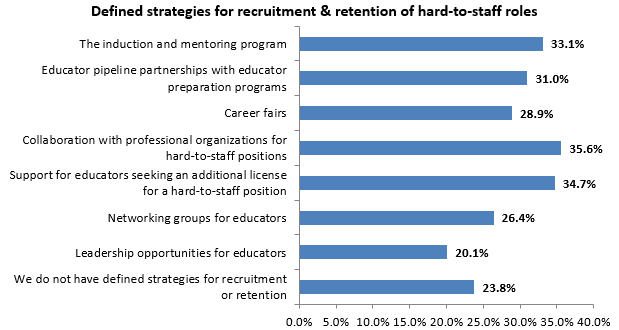 Defined strategies for recruitment & retention of hard-to-staff roles
The induction and mentoring program
33.1%
Educator pipeline partnerships with educator
preparation programs
31.0%
Career fairs
28.9%
Collaboration with professional organizations for
hard-to-staff positions
35.6%
Support for educators seeking an additional license
for a hard-to-staff position
34.7%
Networking groups for educators
26.4%
Leadership opportunities for educators
20.1%
We do not have defined strategies for recruitment
or retention
23.8%
0.0% 5.0% 10.0% 15.0% 20.0% 25.0% 30.0% 35.0% 40.0%